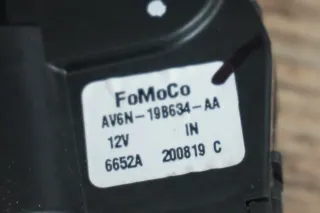 FoMoCo
AV6N-19B634-AA
12V IN
6652A 200819 C